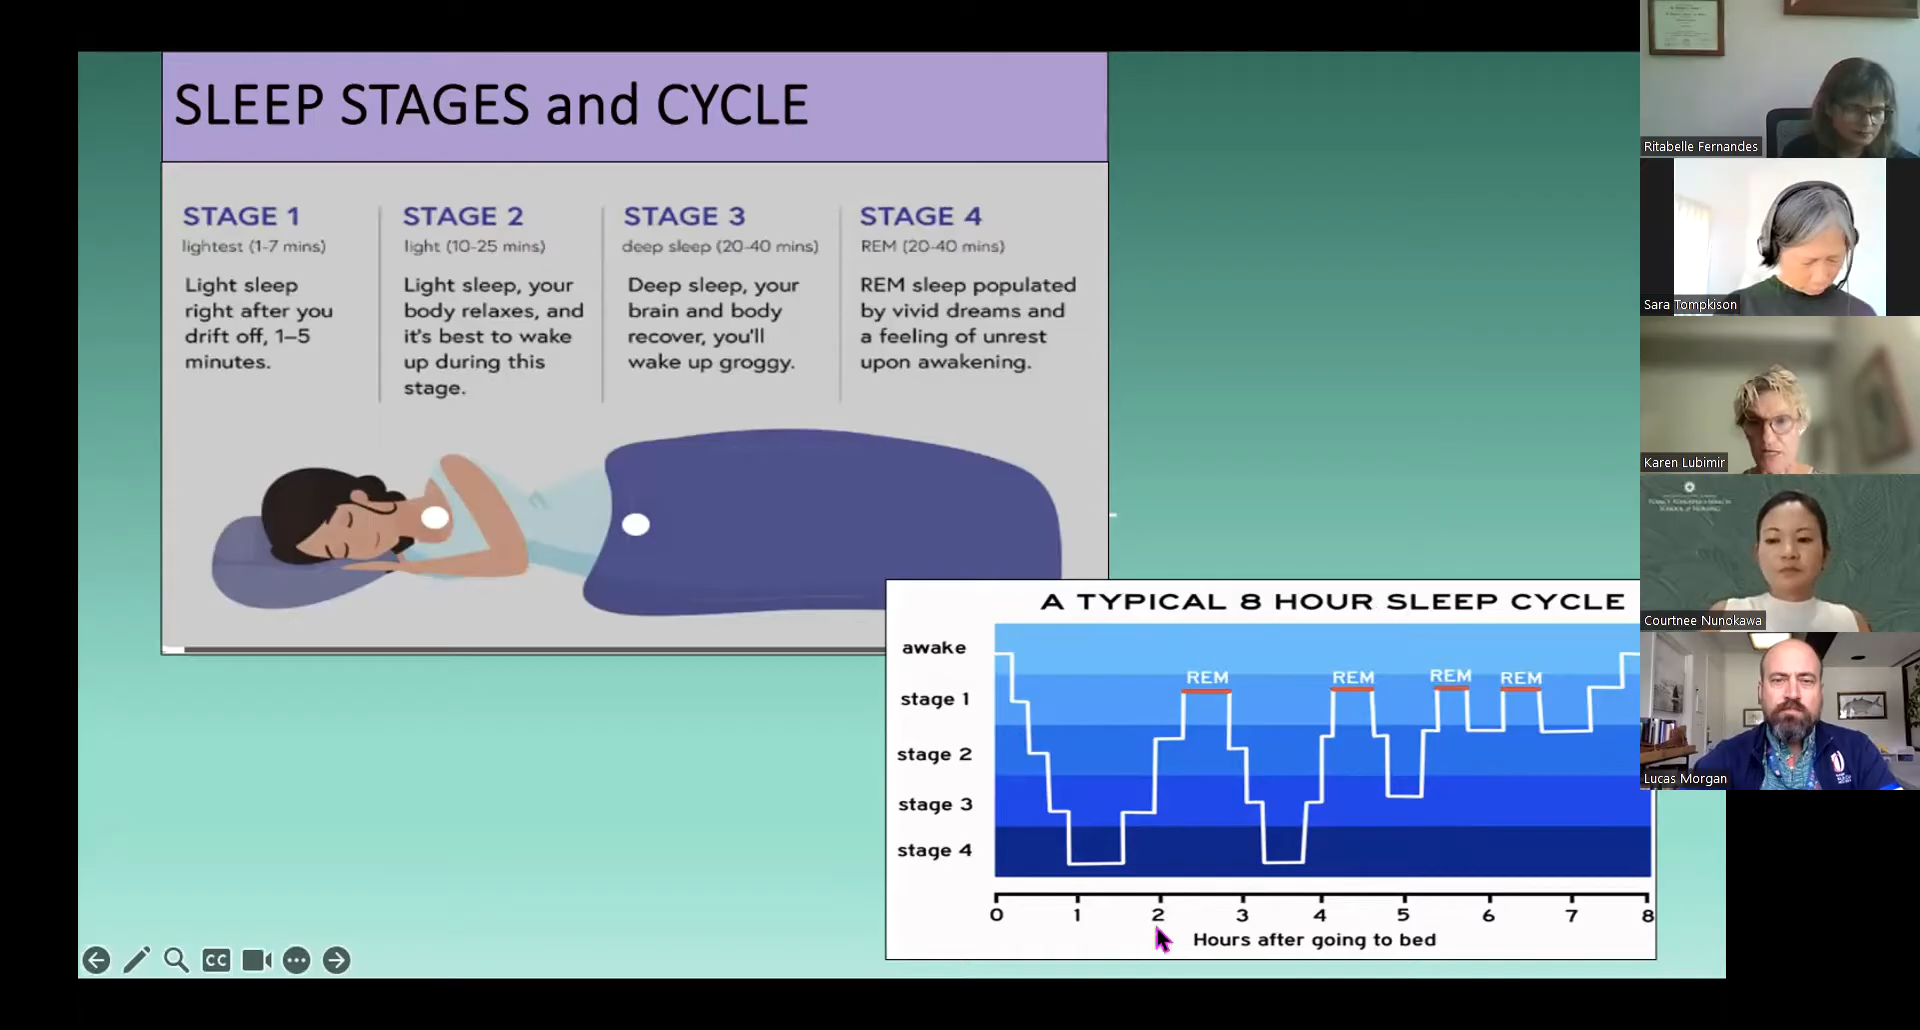 SLEEP STAGES and CYCLE
STAGE 1
lightest (1-7 mins)
Light sleep
right after you
drift off, 1–5
minutes.
STAGE 2
light (10-25 mins)
Light sleep, your
body relaxes, and
it's best to wake
up during this
stage.
STAGE 3
deep sleep (20-40 mins)
Deep sleep, your
brain and body
recover, you'll
wake up groggy.
STAGE 4
REM (20-40 mins)
REM sleep populated
by vivid dreams and
a feeling of unrest
upon awakening.
A TYPICAL 8 HOUR SLEEP CYCLE
awake
stage 1
stage 2
stage 3
stage 4
REM REM REM REM
0 1 2 3 4 5 6 7 8
Hours after going to bed
CC
Ritabelle Fernandes
Sara Tompkison
Karen Lubimir
SCHOOL of NURSING
Courtnee Nunokawa
Lucas Morgan